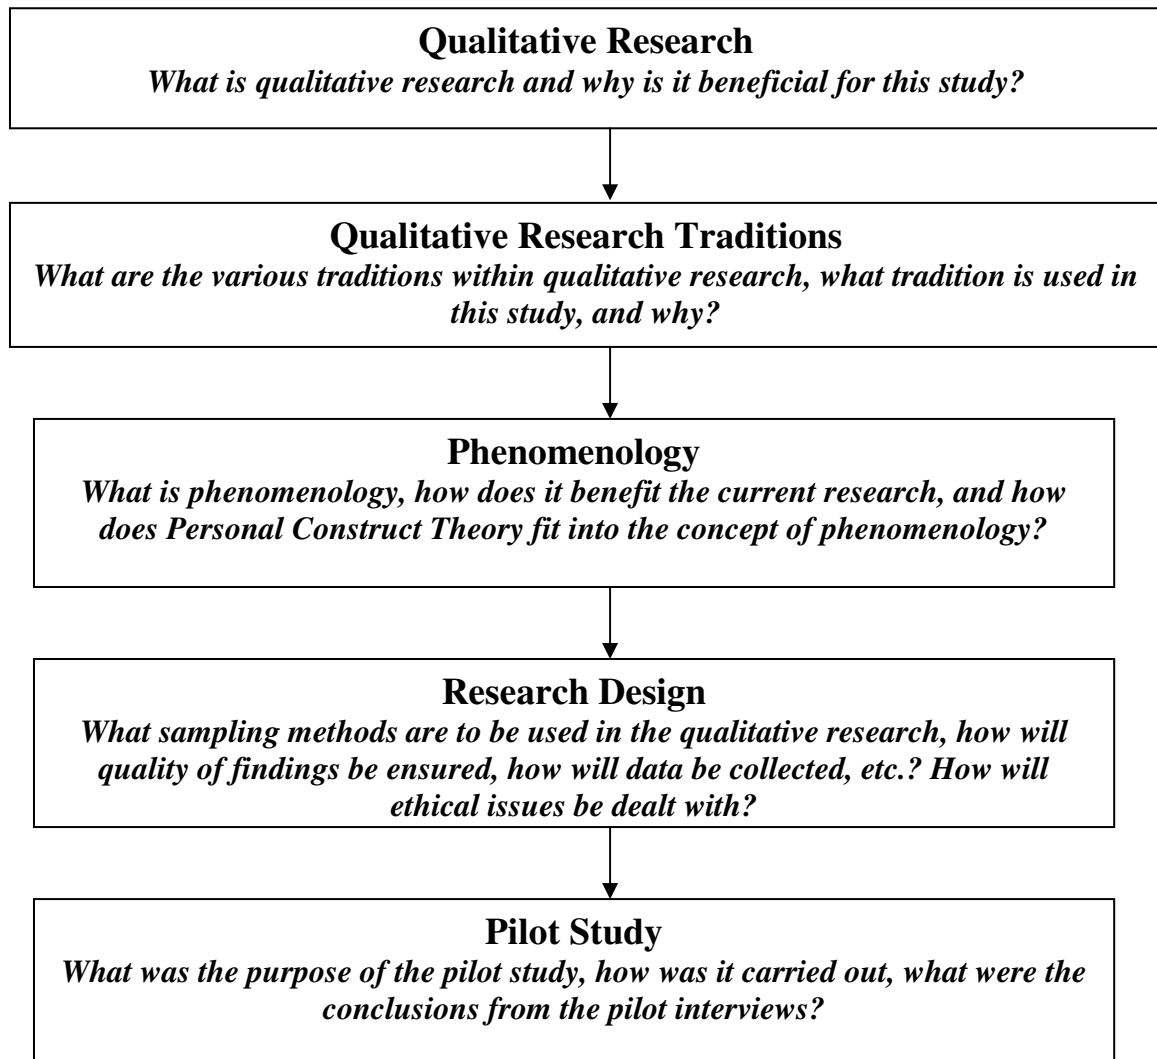 Qualitative Research
What is qualitative research and why is it beneficial for this study?
Qualitative Research Traditions
What are the various traditions within qualitative research, what tradition is used in
this study, and why?
Phenomenology
What is phenomenology, how does it benefit the current research, and how
does Personal Construct Theory fit into the concept of phenomenology?
Research Design
What sampling methods are to be used in the qualitative research, how will
quality of findings be ensured, how will data be collected, etc.? How will
ethical issues be dealt with?
Pilot Study
What was the purpose of the pilot study, how was it carried out, what were the
conclusions from the pilot interviews?